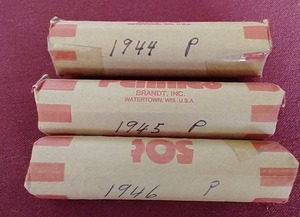 1944 P
Pennies
BRANDT, INC.
WATERTOWN, WIS. U.S.A.
1945 P
50¢
1946 P